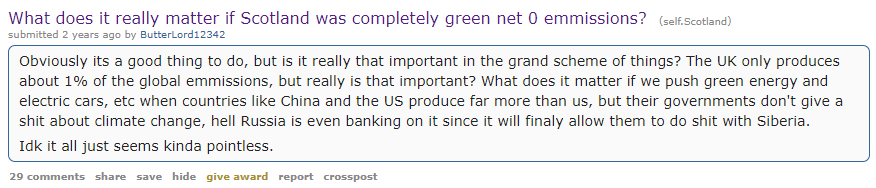 What does it really matter if Scotland was completely green net 0 emmissions? (self.Scotland)
submitted 2 years ago by ButterLord12342
Obviously its a good thing to do, but is it really that important in the grand scheme of things? The UK only produces
about 1% of the global emmissions, but really is that important? What does it matter if we push green energy and
electric cars, etc when countries like China and the US produce far more than us, but their governments don't give a
shit about climate change, hell Russia is even banking on it since it will finaly allow them to do shit with Siberia.
Idk it all just seems kinda pointless.
29 comments share save hide give award report crosspost